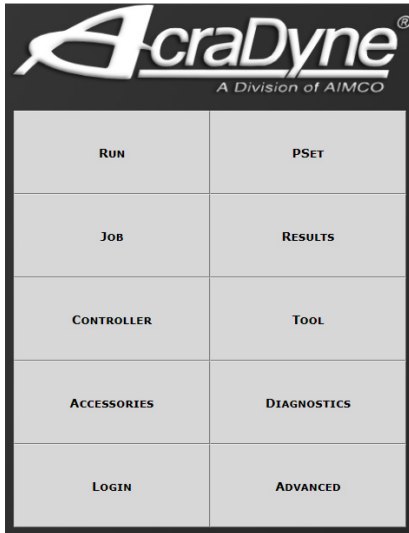 AcraDyne®
A Division of AIMCO
RUN PSET
JOB RESULTS
CONTROLLER TOOL
ACCESSORIES DIAGNOSTICS
LOGIN ADVANCED